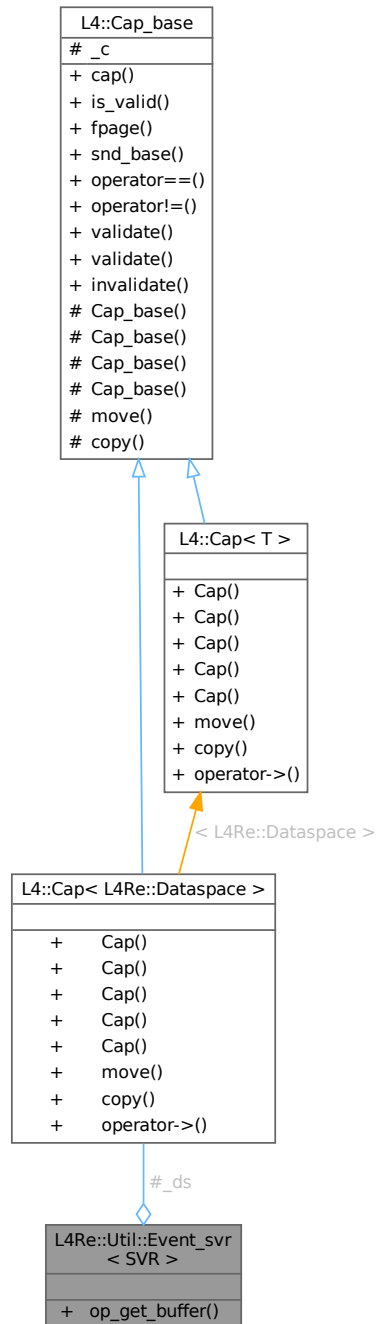 L4::Cap_base
# _c
+ cap()
+ is_valid()
+ fpage()
+ snd_base()
+ operator==()
+ operator!=()
+ validate()
+ validate()
+ invalidate()
# Cap_base()
# Cap_base()
# Cap_base()
# Cap_base()
# move()
# copy()
L4::Cap< T >
+ Cap()
+ Cap()
+ Cap()
+ Cap()
+ Cap()
+ move()
+ copy()
+ operator->()
< L4Re::Dataspace >
L4::Cap< L4Re::Dataspace >
+ Cap()
+ Cap()
+ Cap()
+ Cap()
+ Cap()
+ move()
+ copy()
+ operator->()
#_ds
L4Re::Util::Event_svr
< SVR >
+ op_get_buffer()